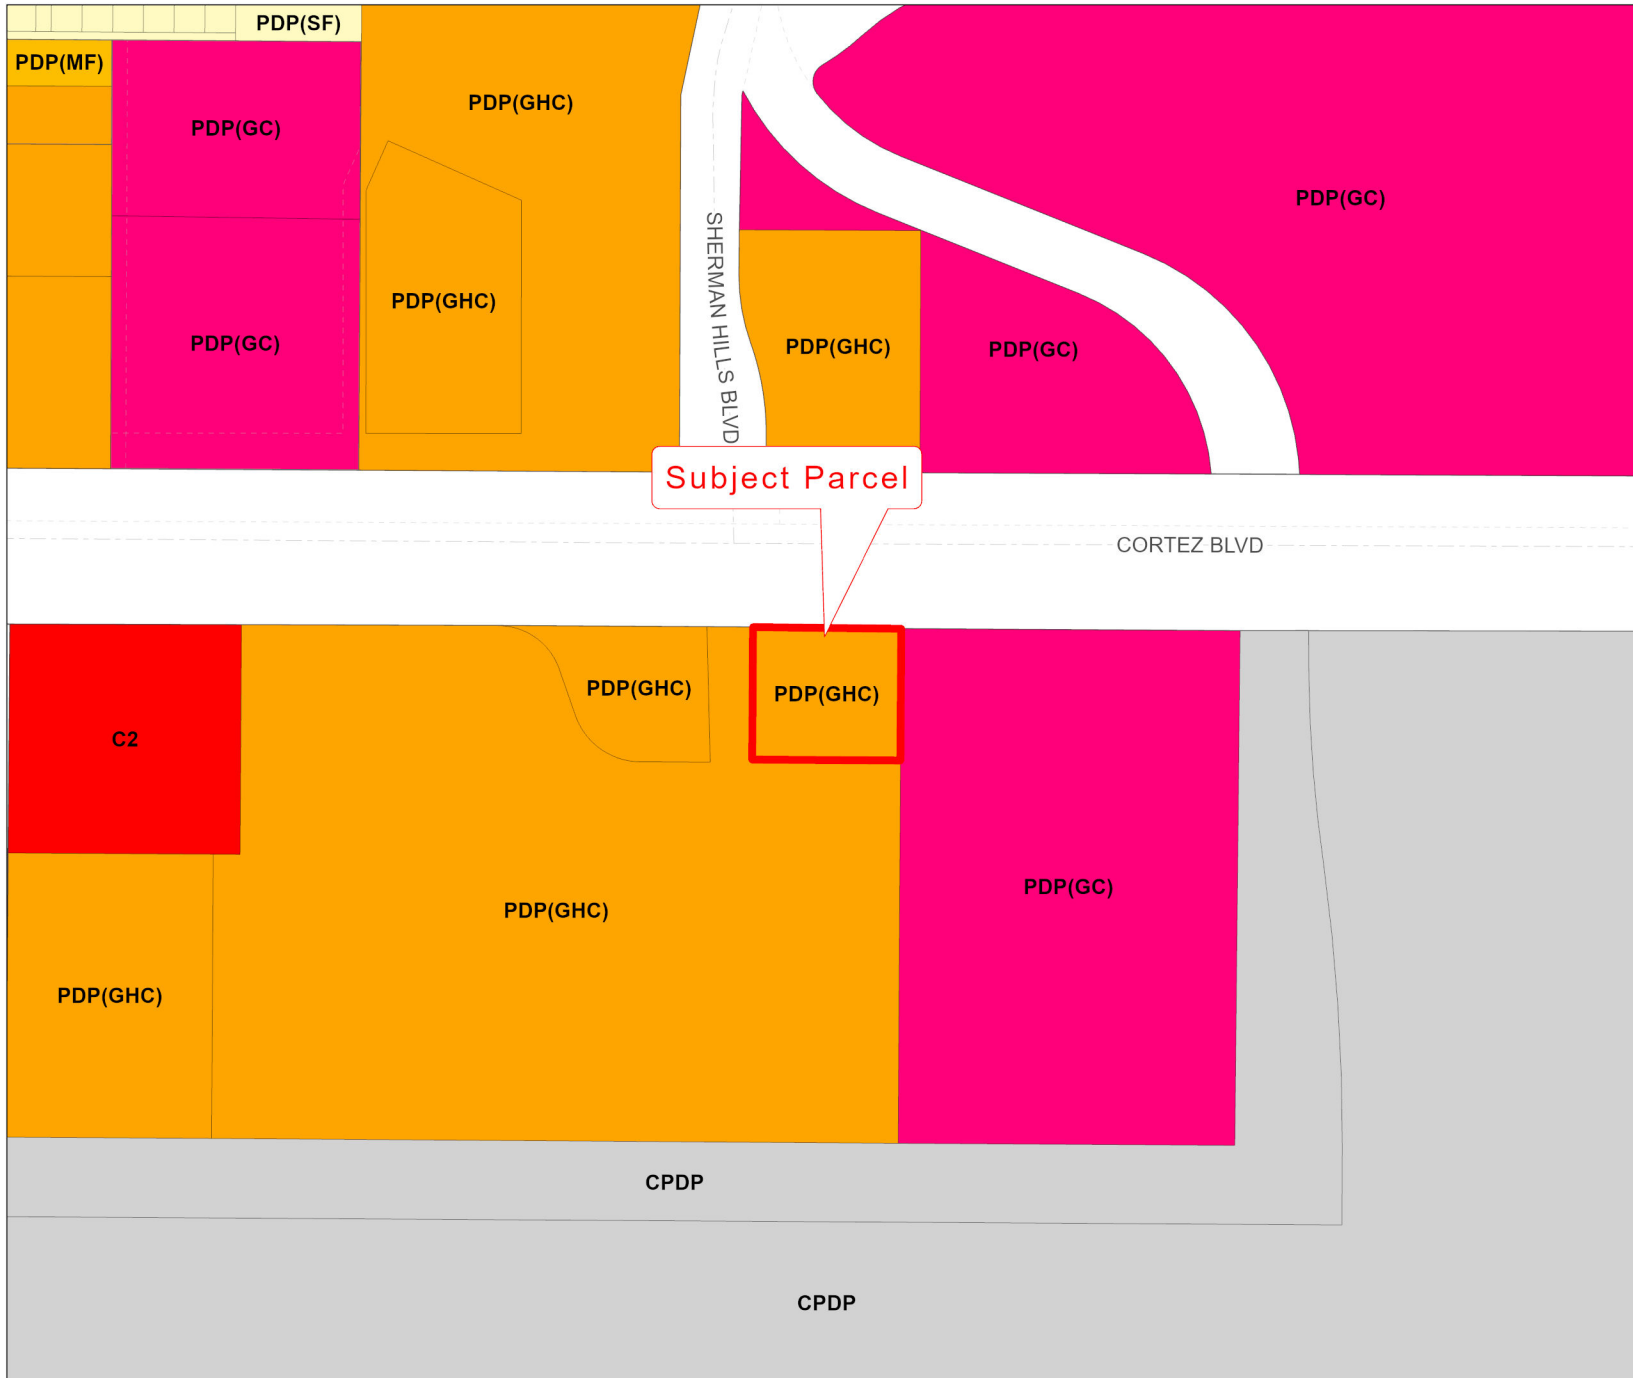 PDP(SF)
PDP(MF)
PDP(GHC)
PDP(GC)
PDP(GC)
PDP(GHC)
SHERMAN HILLS BLVD
PDP(GC)
PDP(GHC)
PDP(GC)
Subject Parcel
CORTEZ BLVD
PDP(GHC)
PDP(GHC)
C2
PDP(GC)
PDP(GHC)
PDP(GHC)
CPDP
CPDP